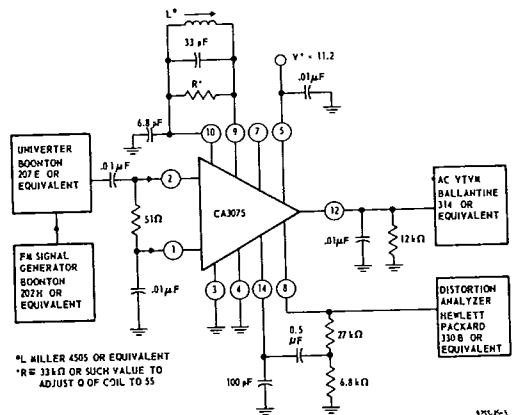 L*
33 pF
R*
V+ = 11.2
.01µF
6.8 pF
10
9
7
5
UNIVERTER
BOONTON
207 E OR
EQUIVALENT
.01µF
2
51Ω
CA3075
12
AC VTVM
BALLANTINE
314 OR
EQUIVALENT
1
.01µF
12kΩ
FM SIGNAL
GENERATOR
BOONTON
202H OR
EQUIVALENT
.01µF
3
4
14
8
DISTORTION
ANALYZER
HEWLETT
PACKARD
330B OR
EQUIVALENT
0.5
µF
27kΩ
*L MILLER 4505 OR EQUIVALENT
*R = 33kΩ OR SUCH VALUE TO
ADJUST Q OF COIL TO 55
100 pF
6.8kΩ